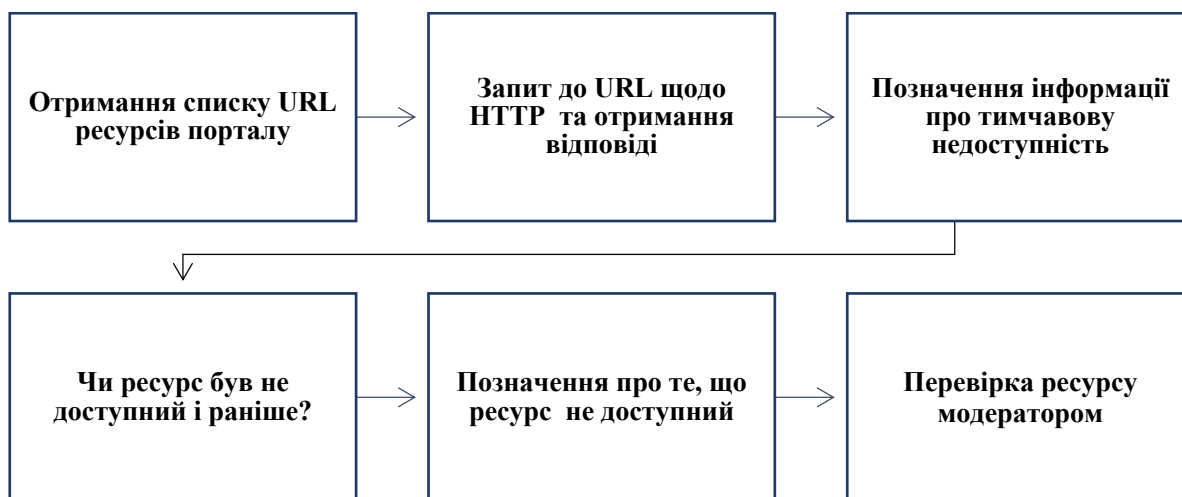 Отримання списку URL
ресурсів порталу
Запит до URL щодо
HTTP та отримання
відповіді
Позначення інформації
про тимчавову
недоступність
Чи ресурс був не
доступний і раніше?
Позначення про те, що
ресурс не доступний
Перевірка ресурсу
модератором